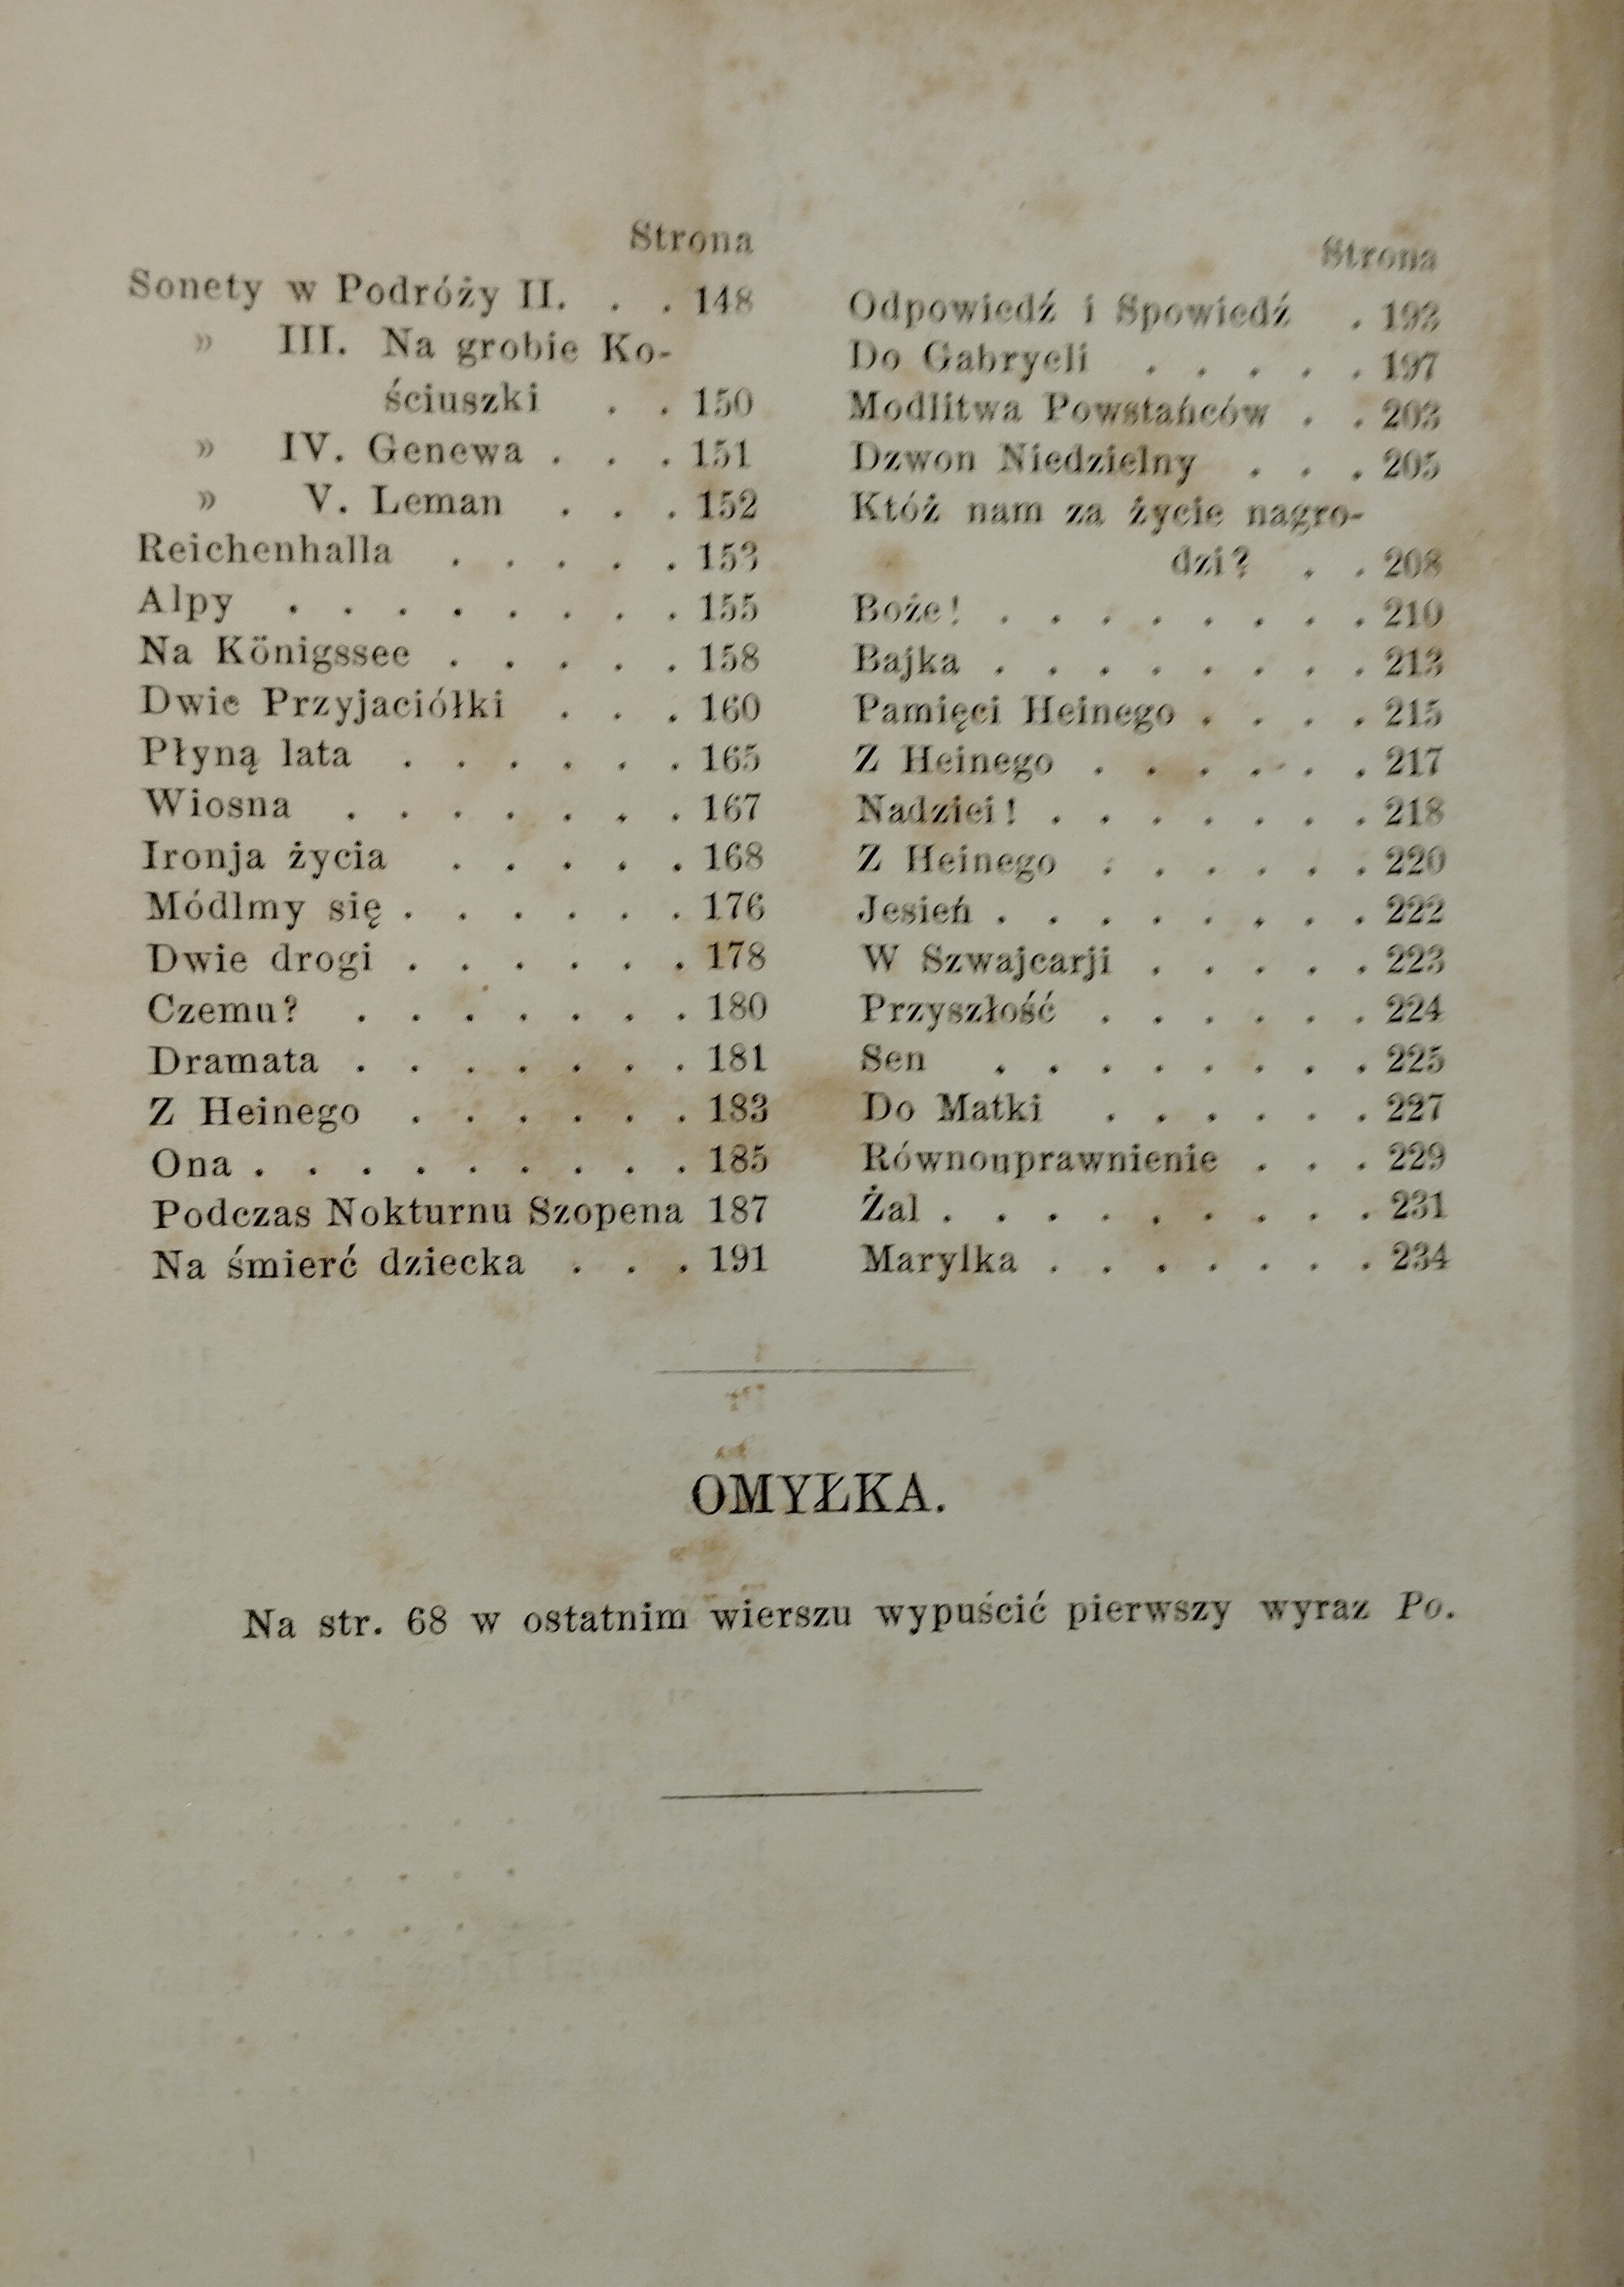 Strona
Sonety w Podróży II. . . 148
» III. Na grobie Ko-
ściuszki . . 150
» IV. Genewa . . . 151
» V. Leman . . . 152
Reichenhalla . . . . . 153
Alpy . . . . . . . . 155
Na Königssee . . . . . 158
Dwie Przyjaciółki . . . 160
Płyną lata . . . . . . 165
Wiosna . . . . . . . 167
Ironja życia . . . . . 168
Módlmy się . . . . . . 176
Dwie drogi . . . . . . 178
Czemu? . . . . . . . 180
Dramata . . . . . . . 181
Z Heinego . . . . . . 183
Ona . . . . . . . . . 185
Podczas Nokturnu Szopena 187
Na śmierć dziecka . . . 191
Strona
Odpowiedź i Spowiedź . 193
Do Gabryeli . . . . . 197
Modlitwa Powstańców . . 203
Dzwon Niedzielny . . . 205
Któż nam za życie nagro-
dzi? . . 208
Boże! . . . . . . . . 210
Bajka . . . . . . . . 213
Pamięci Heinego . . . . 215
Z Heinego . . . . . . 217
Nadziei! . . . . . . . 218
Z Heinego . . . . . . 220
Jesień . . . . . . . . 222
W Szwajcarji . . . . . 223
Przyszłość . . . . . . 224
Sen . . . . . . . . 225
Do Matki . . . . . . 227
Równouprawnienie . . . 229
Żal . . . . . . . . . 231
Marylka . . . . . . . 234
OMYŁKA.
Na str. 68 w ostatnim wierszu wypuścić pierwszy wyraz Po.